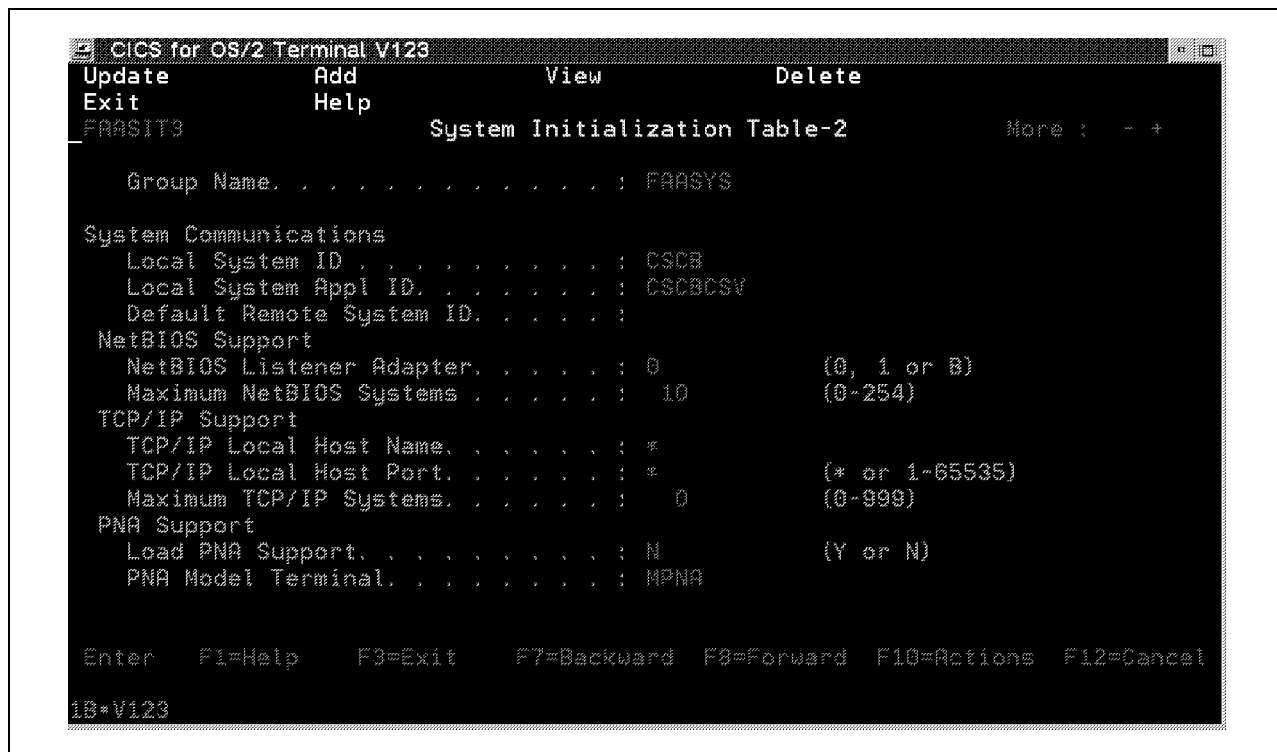 CICS for OS/2 Terminal V123
Update Add View Delete
Exit Help
FAASIT3 System Initialization Table-2 More : - +
Group Name. . . . . . . . . . . . : FAASYS
System Communications
Local System ID . . . . . . . . . : CSCB
Local System Appl ID. . . . . . . : CSCBCSV
Default Remote System ID. . . . . :
NetBIOS Support
NetBIOS Listener Adapter. . . . . : 0 (0, 1 or B)
Maximum NetBIOS Systems . . . . . : 10 (0-254)
TCP/IP Support
TCP/IP Local Host Name. . . . . . : *
TCP/IP Local Host Port. . . . . . : * (* or 1-65535)
Maximum TCP/IP Systems. . . . . . : 0 (0-999)
PNA Support
Load PNA Support. . . . . . . . . : N (Y or N)
PNA Model Terminal. . . . . . . . : MPNA
Enter F1=Help F3=Exit F7=Backward F8=Forward F10=Actions F12=Cancel
1B*V123